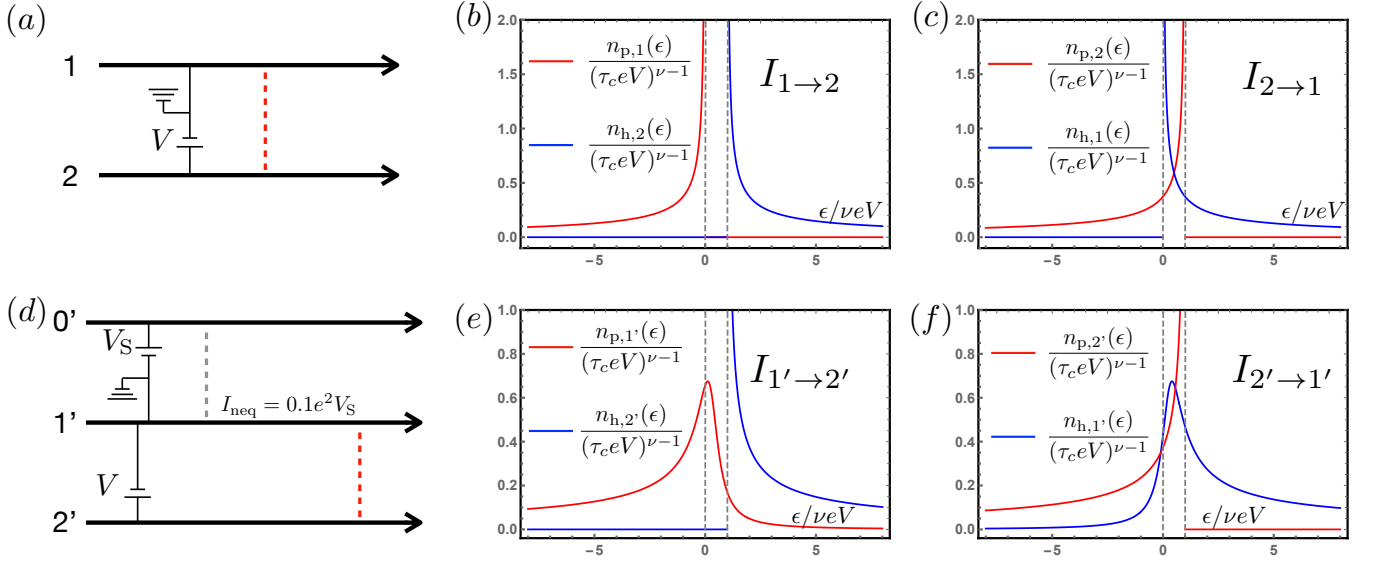 (a)
1
V
2
(b)
2.0
1.5
1.0
0.5
0.0
n_{p,1}(ϵ)
(τ_c eV)^{ν−1}
n_{h,2}(ϵ)
(τ_c eV)^{ν−1}
I_{1→2}
ϵ/νeV
−5 0 5
(c)
2.0
1.5
1.0
0.5
0.0
n_{p,2}(ϵ)
(τ_c eV)^{ν−1}
n_{h,1}(ϵ)
(τ_c eV)^{ν−1}
I_{2→1}
ϵ/νeV
−5 0 5
(d)
0'
V_S
I_{neq} = 0.1e^2V_S
1'
V
2'
(e)
1.0
0.8
0.6
0.4
0.2
0.0
n_{p,1'}(ϵ)
(τ_c eV)^{ν−1}
n_{h,2'}(ϵ)
(τ_c eV)^{ν−1}
I_{1'→2'}
ϵ/νeV
−5 0 5
(f)
1.0
0.8
0.6
0.4
0.2
0.0
n_{p,2'}(ϵ)
(τ_c eV)^{ν−1}
n_{h,1'}(ϵ)
(τ_c eV)^{ν−1}
I_{2'→1'}
ϵ/νeV
−5 0 5